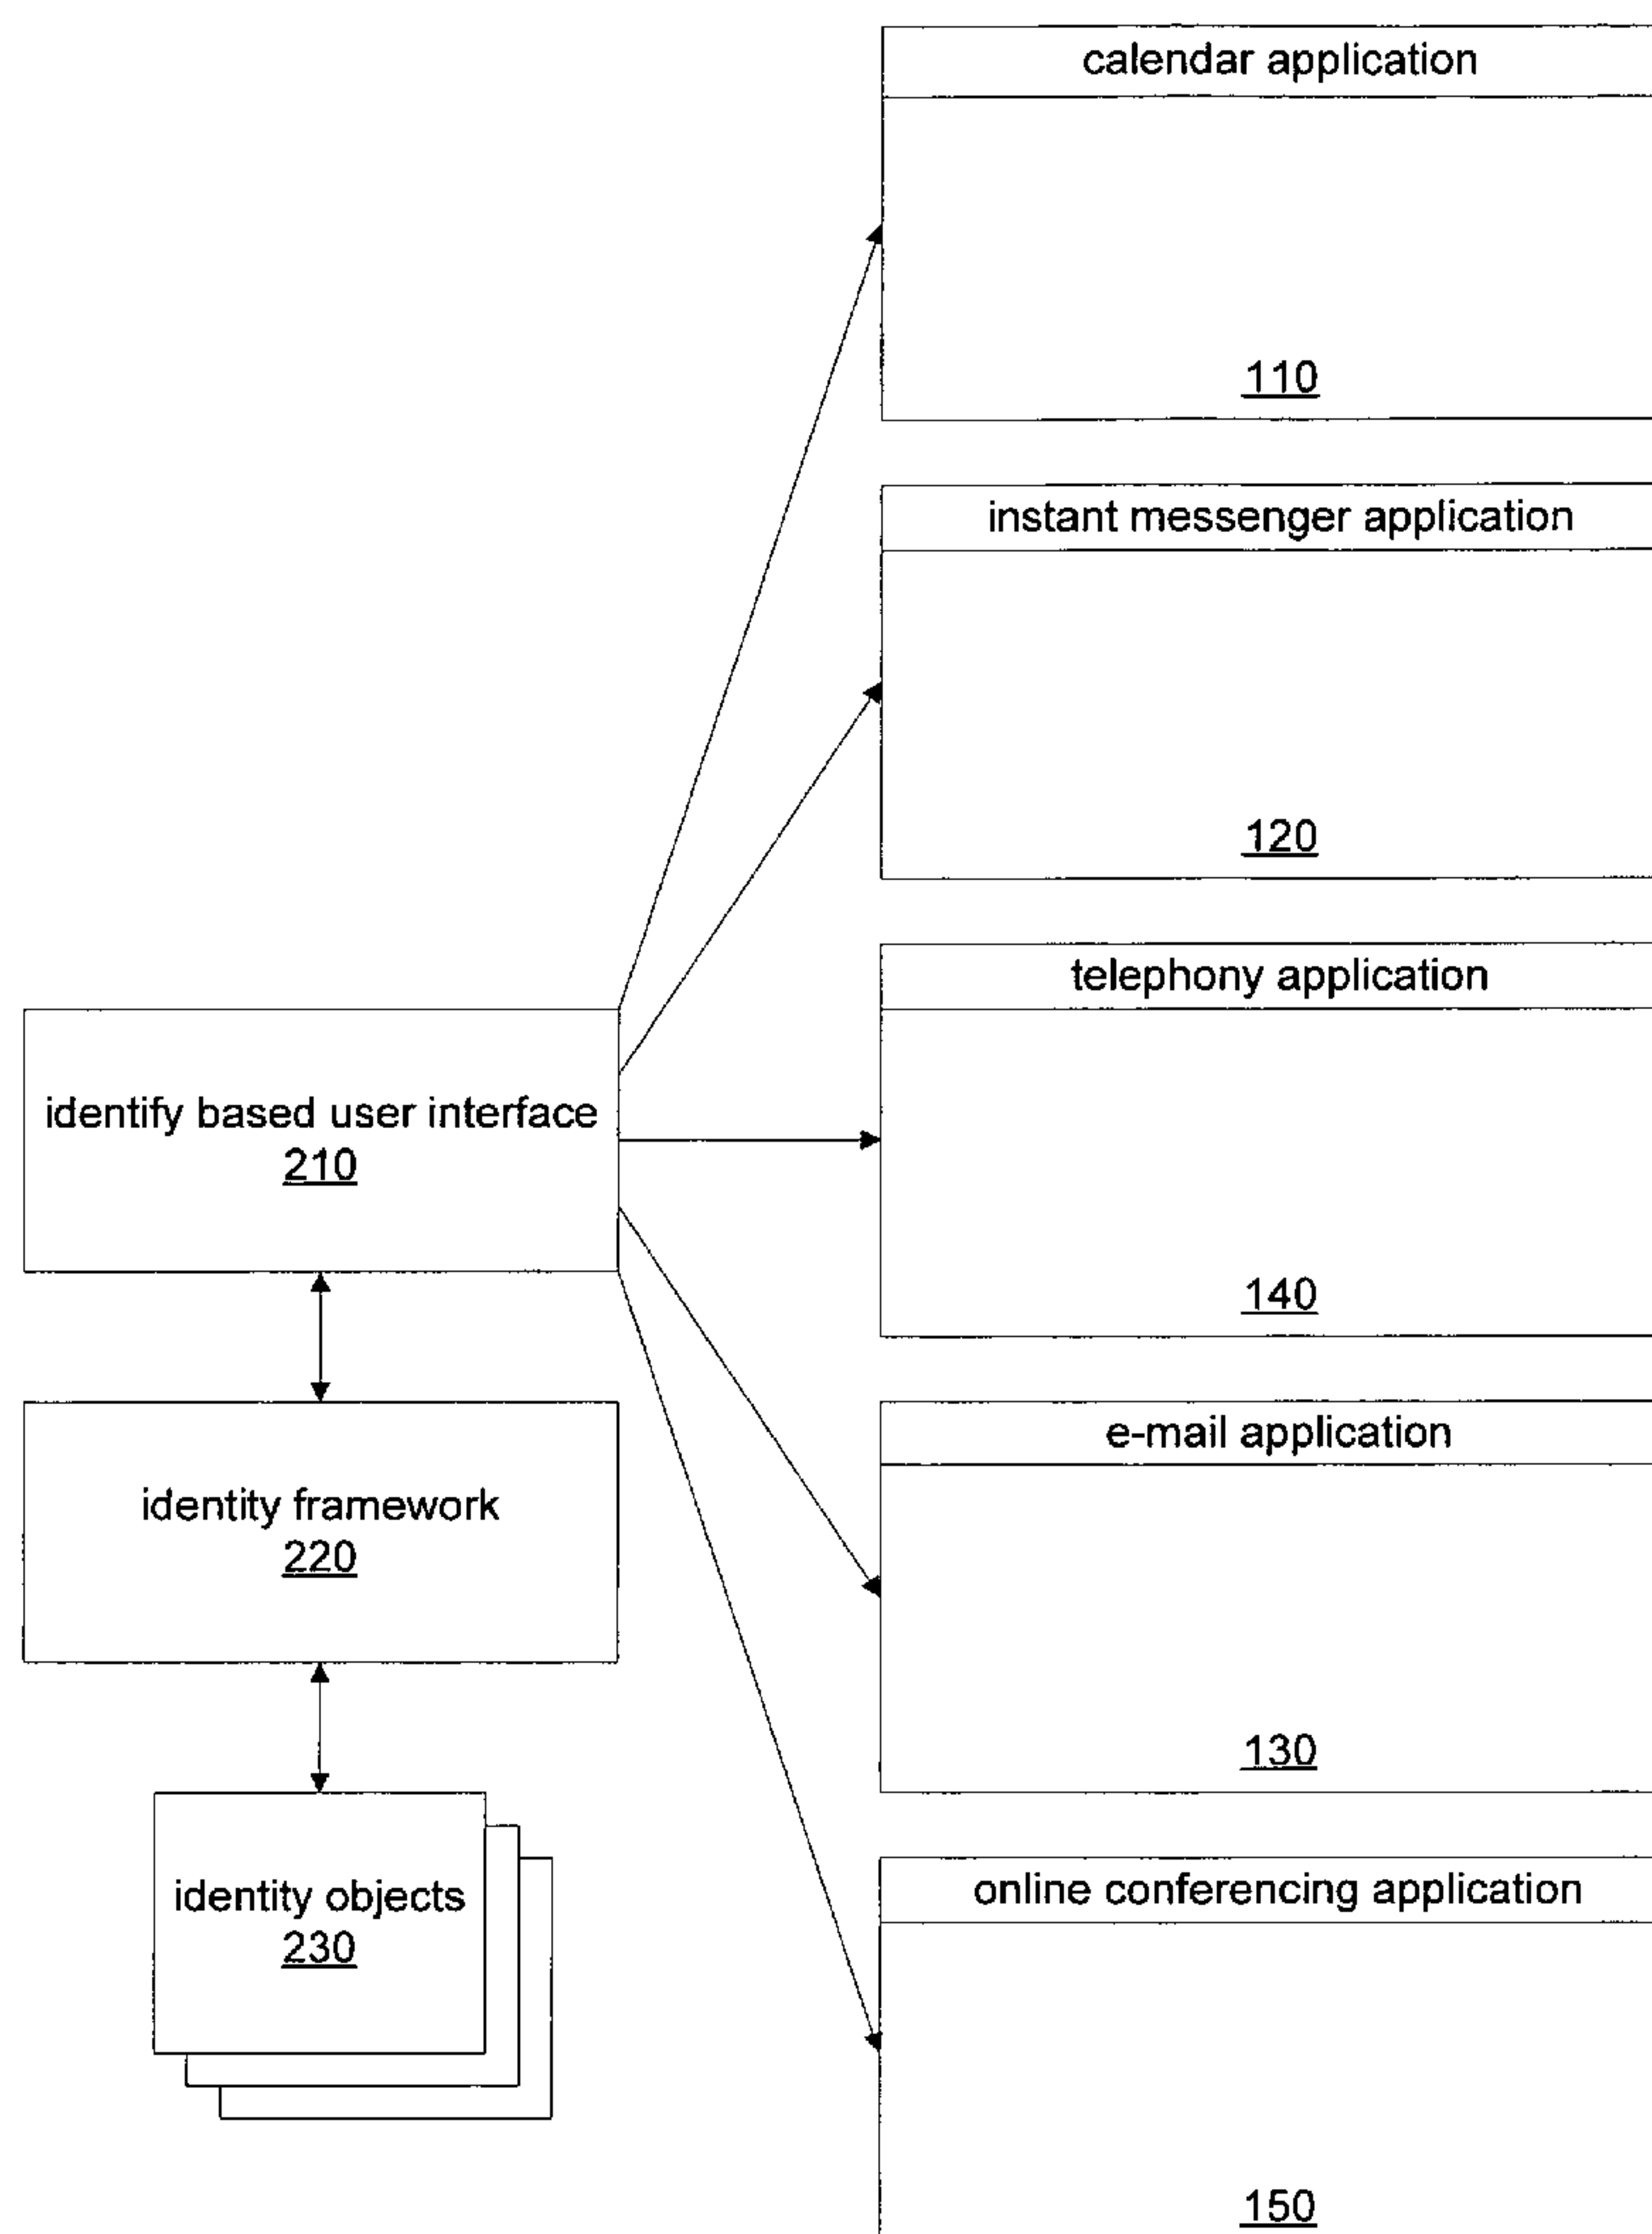 calendar application
110
instant messenger application
120
telephony application
140
identify based user interface
210
e-mail application
130
identity framework
220
online conferencing application
150
identity objects
230